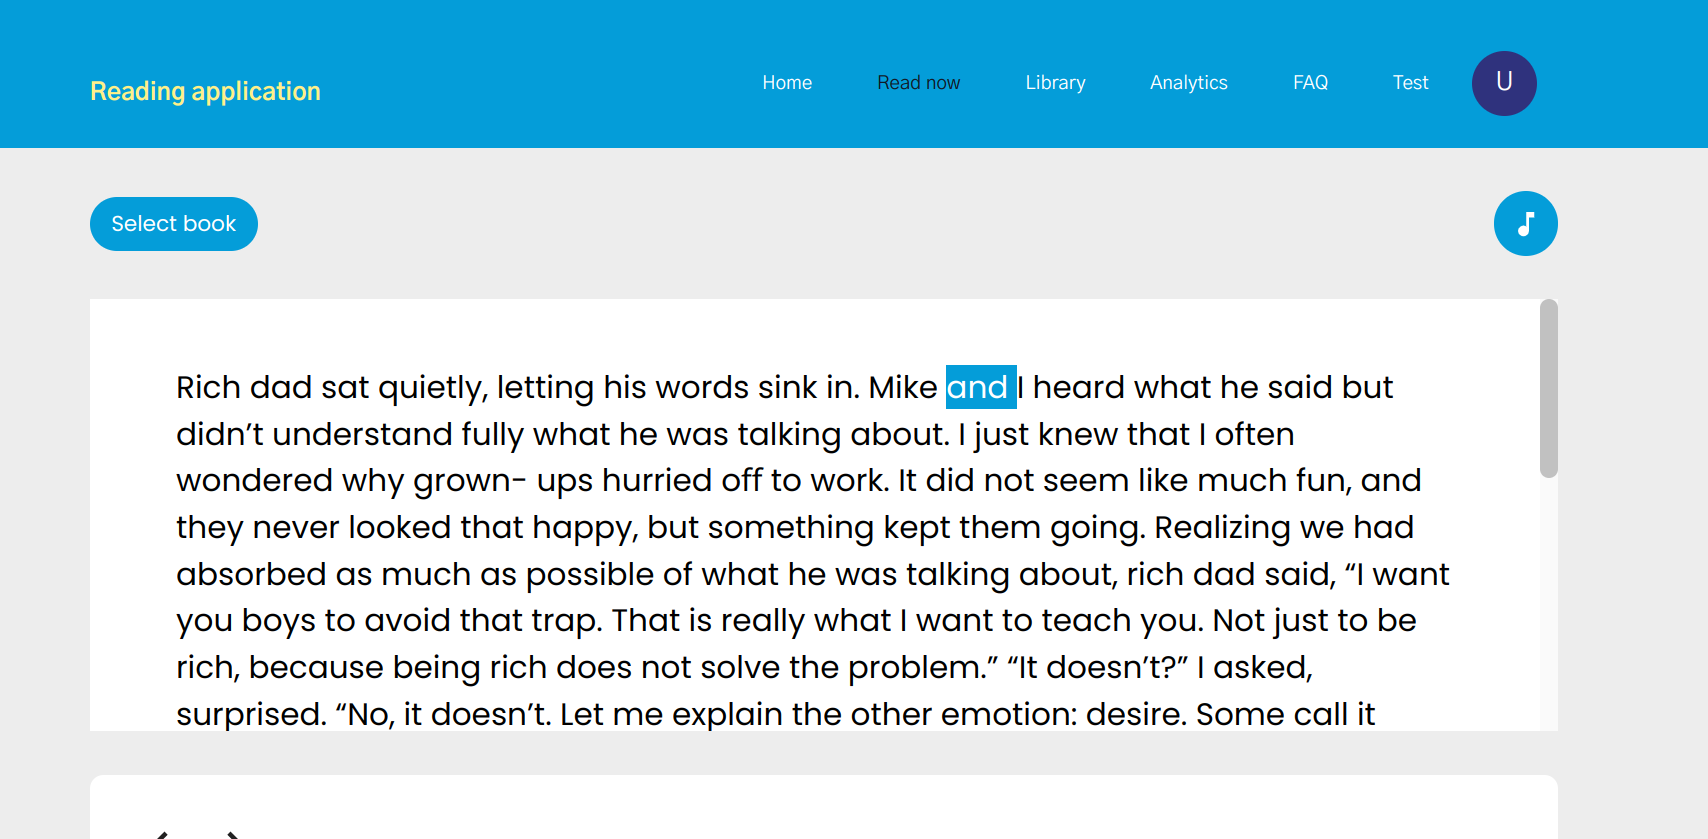 Reading application
Home Read now Library Analytics FAQ Test U
Select book
Rich dad sat quietly, letting his words sink in. Mike and I heard what he said but
didn’t understand fully what he was talking about. I just knew that I often
wondered why grown- ups hurried off to work. It did not seem like much fun, and
they never looked that happy, but something kept them going. Realizing we had
absorbed as much as possible of what he was talking about, rich dad said, “I want
you boys to avoid that trap. That is really what I want to teach you. Not just to be
rich, because being rich does not solve the problem.” “It doesn’t?” I asked,
surprised. “No, it doesn’t. Let me explain the other emotion: desire. Some call it